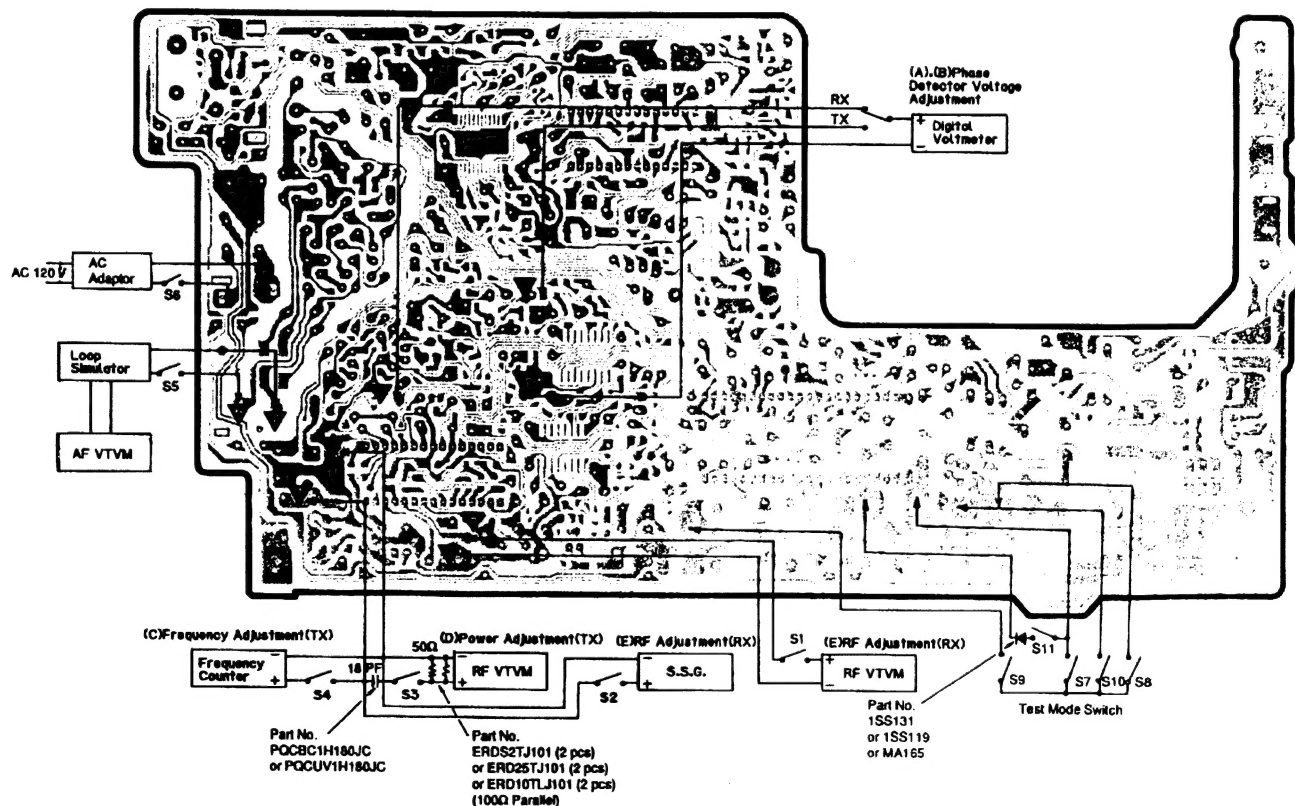 (A).(B)Phase
Detector Voltage
Adjustment
RX
TX
+
Digital
Voltmeter
−
AC 120 V
AC
Adaptor
S6
Loop
Simulator
S5
AF VTVM
(C)Frequency Adjustment(TX)
(D)Power Adjustment(TX)
(E)RF Adjustment(RX)
S1
(E)RF Adjustment(RX)
50Ω
18 PF
Frequency
Counter
−
+
S4
S3
−
RF VTVM
+
S2
−
S.S.G.
+
+
RF VTVM
−
S11
S9
S7
S10
S8
Test Mode Switch
Part No.
PQCBC1H180JC
or PQCUV1H180JC
Part No.
ERDS2TJ101 (2 pcs)
or ERD25TJ101 (2 pcs)
or ERD10TLJ101 (2 pcs)
(100Ω Parallel)
Part No.
1SS131
or 1SS119
or MA165